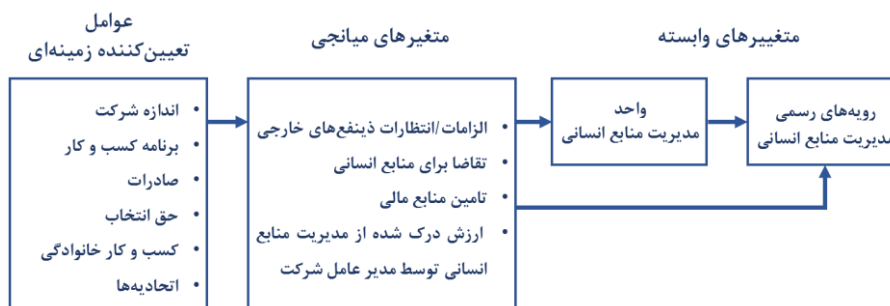 عوامل
تعیین‌کننده زمینه‌ای
متغیرهای میانجی
متغییرهای وابسته
• اندازه شرکت
• برنامه کسب و کار
• صادرات
• حق انتخاب
• کسب و کار خانوادگی
• اتحادیه‌ها
• الزامات/انتظارات ذینفع‌های خارجی
• تقاضا برای منابع انسانی
• تامین منابع مالی
• ارزش درک شده از مدیریت منابع
انسانی توسط مدیر عامل شرکت
واحد
مدیریت منابع انسانی
رویه‌های رسمی
مدیریت منابع انسانی